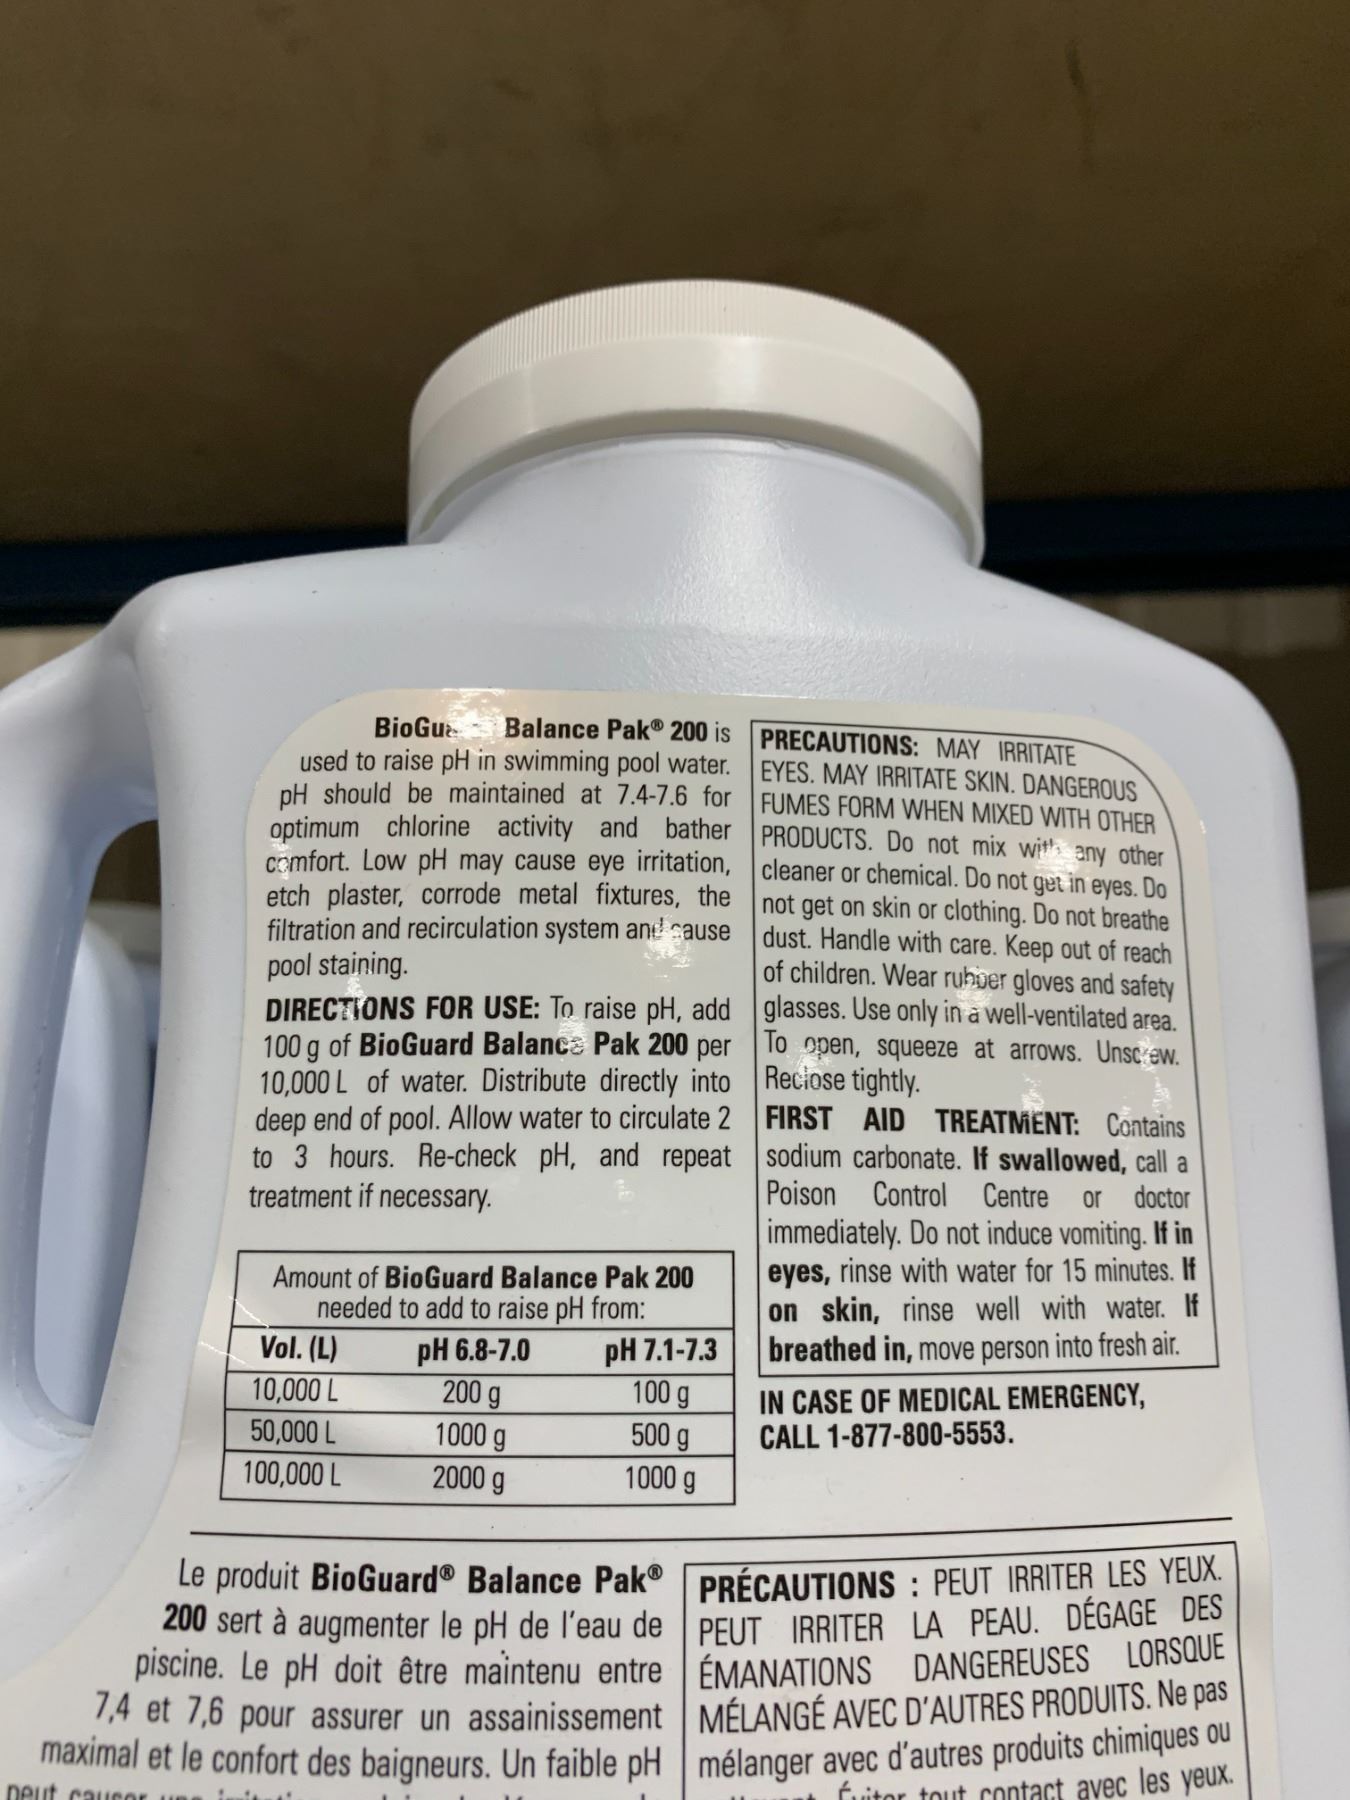 BioGuard Balance Pak® 200 is
used to raise pH in swimming pool water.
pH should be maintained at 7.4-7.6 for
optimum chlorine activity and bather
comfort. Low pH may cause eye irritation,
etch plaster, corrode metal fixtures, the
filtration and recirculation system and cause
pool staining.
DIRECTIONS FOR USE: To raise pH, add
100 g of BioGuard Balance Pak 200 per
10,000 L of water. Distribute directly into
deep end of pool. Allow water to circulate 2
to 3 hours. Re-check pH, and repeat
treatment if necessary.
Amount of BioGuard Balance Pak 200
needed to add to raise pH from:
Vol. (L) pH 6.8-7.0 pH 7.1-7.3
10,000 L 200 g 100 g
50,000 L 1000 g 500 g
100,000 L 2000 g 1000 g
PRECAUTIONS: MAY IRRITATE
EYES. MAY IRRITATE SKIN. DANGEROUS
FUMES FORM WHEN MIXED WITH OTHER
PRODUCTS. Do not mix with any other
cleaner or chemical. Do not get in eyes. Do
not get on skin or clothing. Do not breathe
dust. Handle with care. Keep out of reach
of children. Wear rubber gloves and safety
glasses. Use only in a well-ventilated area.
To open, squeeze at arrows. Unscrew.
Reclose tightly.
FIRST AID TREATMENT: Contains
sodium carbonate. If swallowed, call a
Poison Control Centre or doctor
immediately. Do not induce vomiting. If in
eyes, rinse with water for 15 minutes. If
on skin, rinse well with water. If
breathed in, move person into fresh air.
IN CASE OF MEDICAL EMERGENCY,
CALL 1-877-800-5553.
Le produit BioGuard® Balance Pak®
200 sert à augmenter le pH de l'eau de
piscine. Le pH doit être maintenu entre
7,4 et 7,6 pour assurer un assainissement
maximal et le confort des baigneurs. Un faible pH
peut causer une
PRÉCAUTIONS : PEUT IRRITER LES YEUX.
PEUT IRRITER LA PEAU. DÉGAGE DES
ÉMANATIONS DANGEREUSES LORSQUE
MÉLANGÉ AVEC D'AUTRES PRODUITS. Ne pas
mélanger avec d'autres produits chimiques ou
Éviter tout contact avec les yeux.